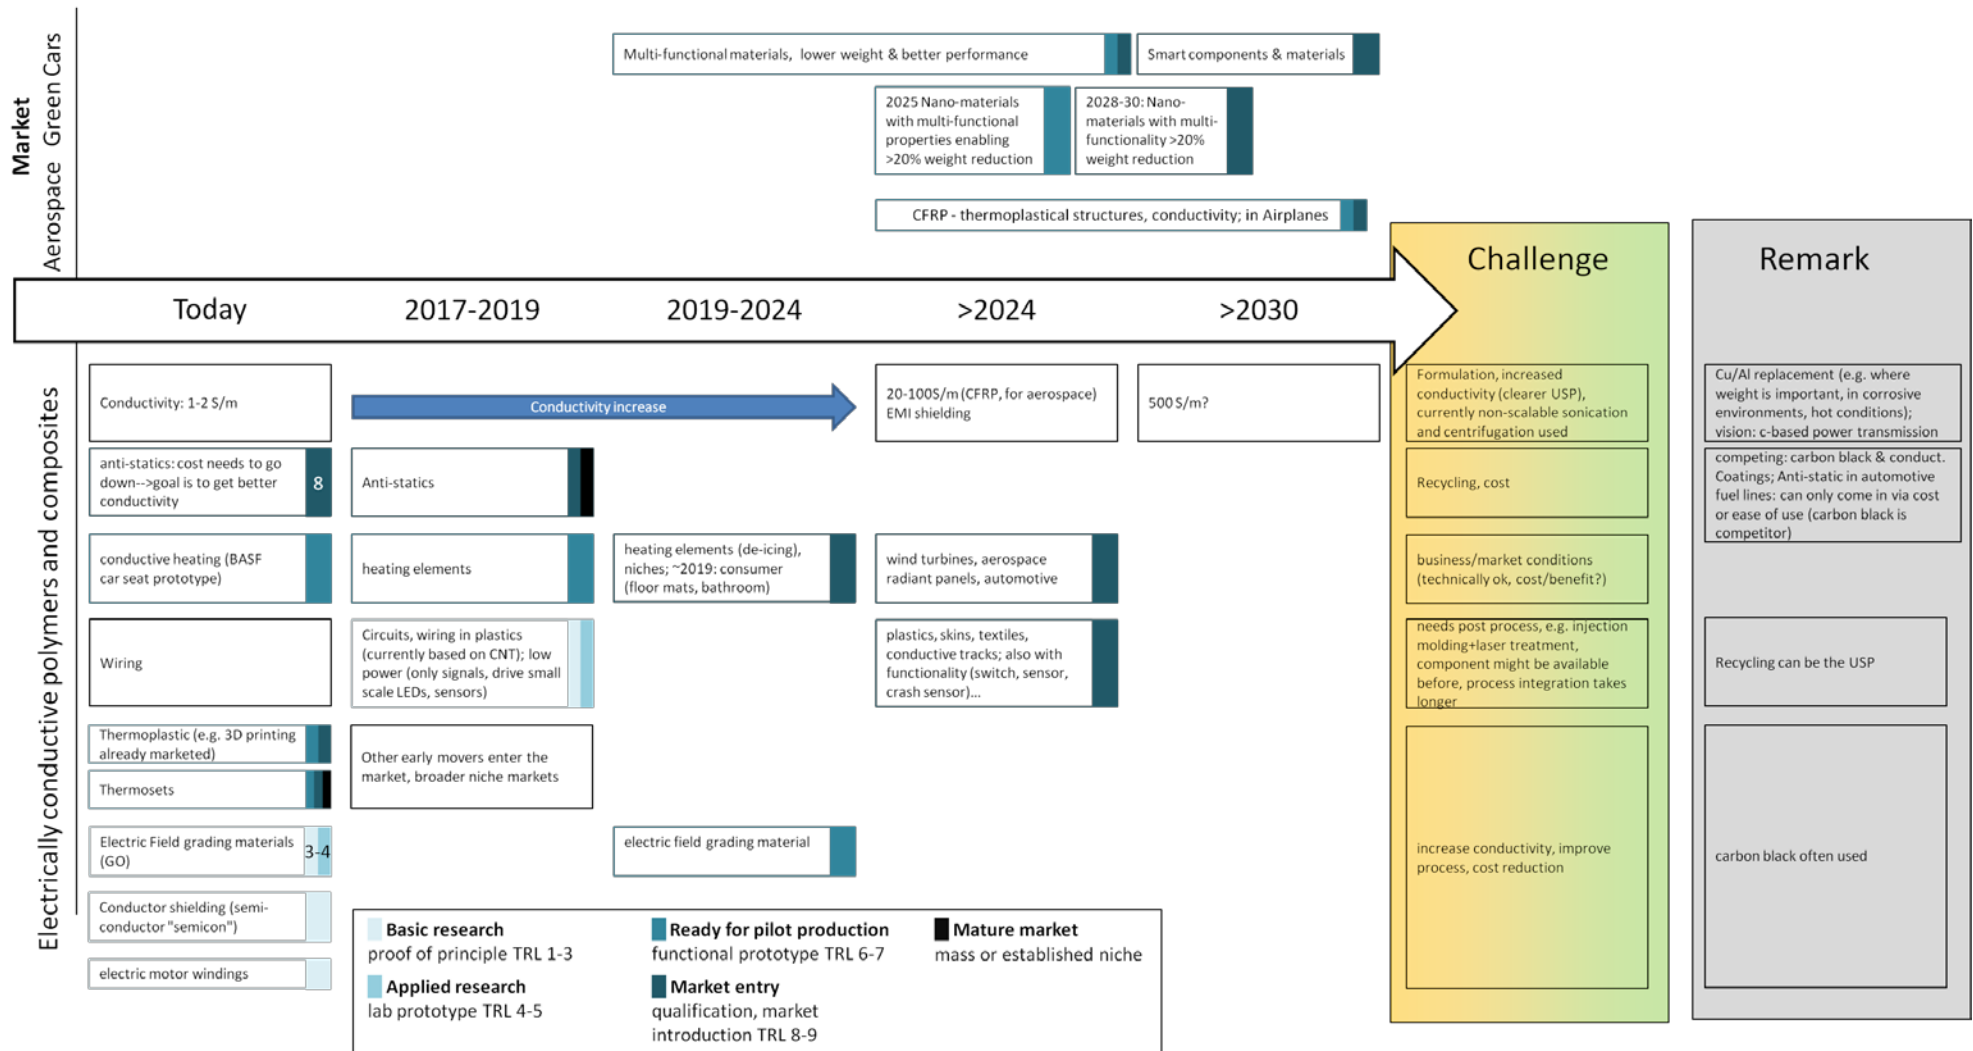 Market
Aerospace Green Cars
Multi-functional materials, lower weight & better performance
Smart components & materials
2025 Nano-materials
with multi-functional
properties enabling
>20% weight reduction
2028-30: Nano-
materials with multi-
functionality >20%
weight reduction
CFRP - thermoplastical structures, conductivity; in Airplanes
Today
2017-2019
2019-2024
>2024
>2030
Challenge
Remark
Electrically conductive polymers and composites
Conductivity: 1-2 S/m
Conductivity increase
20-100S/m (CFRP, for aerospace)
EMI shielding
500 S/m?
Formulation, increased
conductivity (clearer USP),
currently non-scalable sonication
and centrifugation used
Cu/Al replacement (e.g. where
weight is important, in corrosive
environments, hot conditions);
vision: c-based power transmission
anti-statics: cost needs to go
down-->goal is to get better
conductivity
8
Anti-statics
Recycling, cost
competing: carbon black & conduct.
Coatings; Anti-static in automotive
fuel lines: can only come in via cost
or ease of use (carbon black is
competitor)
conductive heating (BASF
car seat prototype)
heating elements
heating elements (de-icing),
niches; ~2019: consumer
(floor mats, bathroom)
wind turbines, aerospace
radiant panels, automotive
business/market conditions
(technically ok, cost/benefit?)
Wiring
Circuits, wiring in plastics
(currently based on CNT); low
power (only signals, drive small
scale LEDs, sensors)
plastics, skins, textiles,
conductive tracks; also with
functionality (switch, sensor,
crash sensor)...
needs post process, e.g. injection
molding+laser treatment,
component might be available
before, process integration takes
longer
Recycling can be the USP
Thermoplastic (e.g. 3D printing
already marketed)
Thermosets
Other early movers enter the
market, broader niche markets
Electric Field grading materials
(GO)
3-4
electric field grading material
increase conductivity, improve
process, cost reduction
carbon black often used
Conductor shielding (semi-
conductor "semicon")
electric motor windings
Basic research
proof of principle TRL 1-3
Applied research
lab prototype TRL 4-5
Ready for pilot production
functional prototype TRL 6-7
Market entry
qualification, market
introduction TRL 8-9
Mature market
mass or established niche